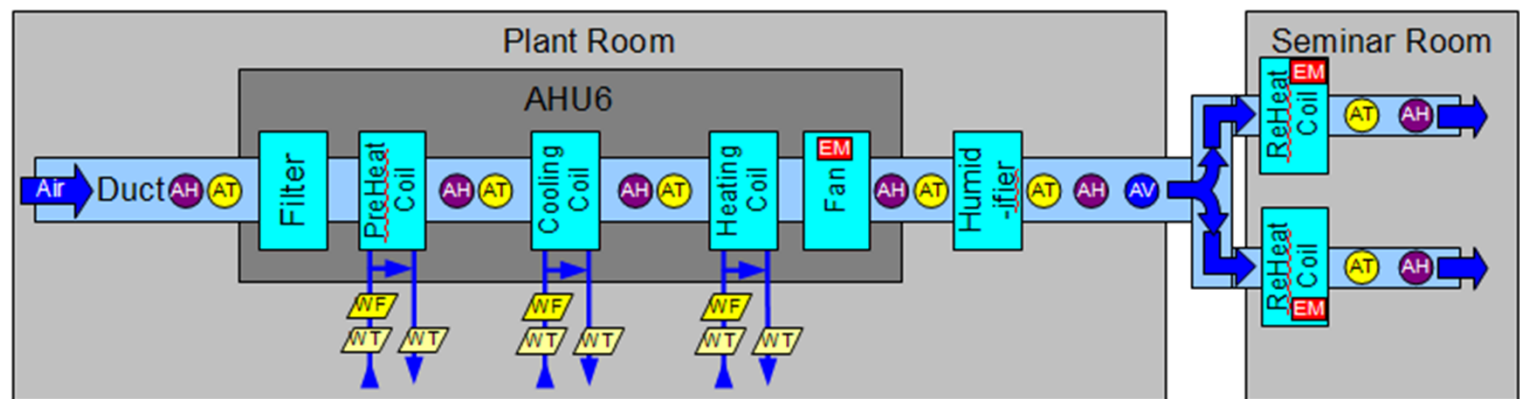 Plant Room
Seminar Room
AHU6
Air
Duct
AH
AT
Filter
PreHeat
Coil
AH
AT
Cooling
Coil
AH
AT
Heating
Coil
EM
Fan
AH
AT
Humid
-ifier
AT
AH
AV
EM
ReHeat
Coil
AT
AH
ReHeat
Coil
EM
AT
AH
WF
WT
WT
WF
WT
WT
WF
WT
WT